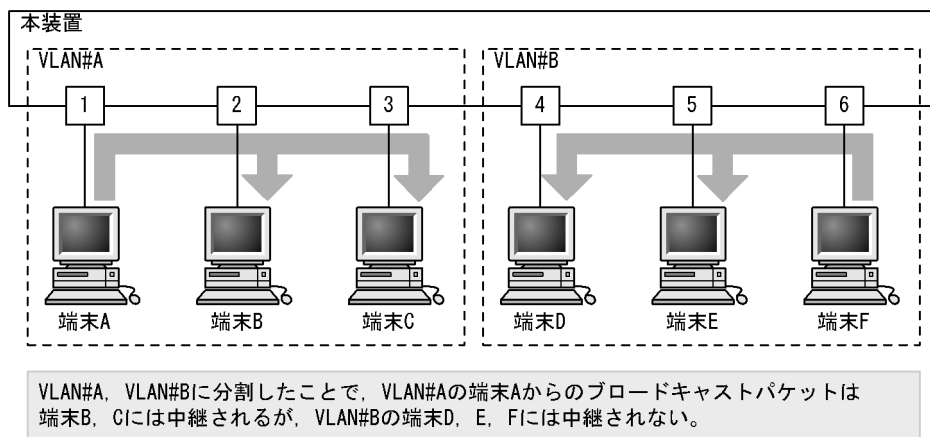 本装置
VLAN#A
VLAN#B
1
2
3
4
5
6
端末A
端末B
端末C
端末D
端末E
端末F
VLAN#A, VLAN#Bに分割したことで, VLAN#Aの端末Aからのブロードキャストパケットは
端末B, Cには中継されるが, VLAN#Bの端末D, E, Fには中継されない。